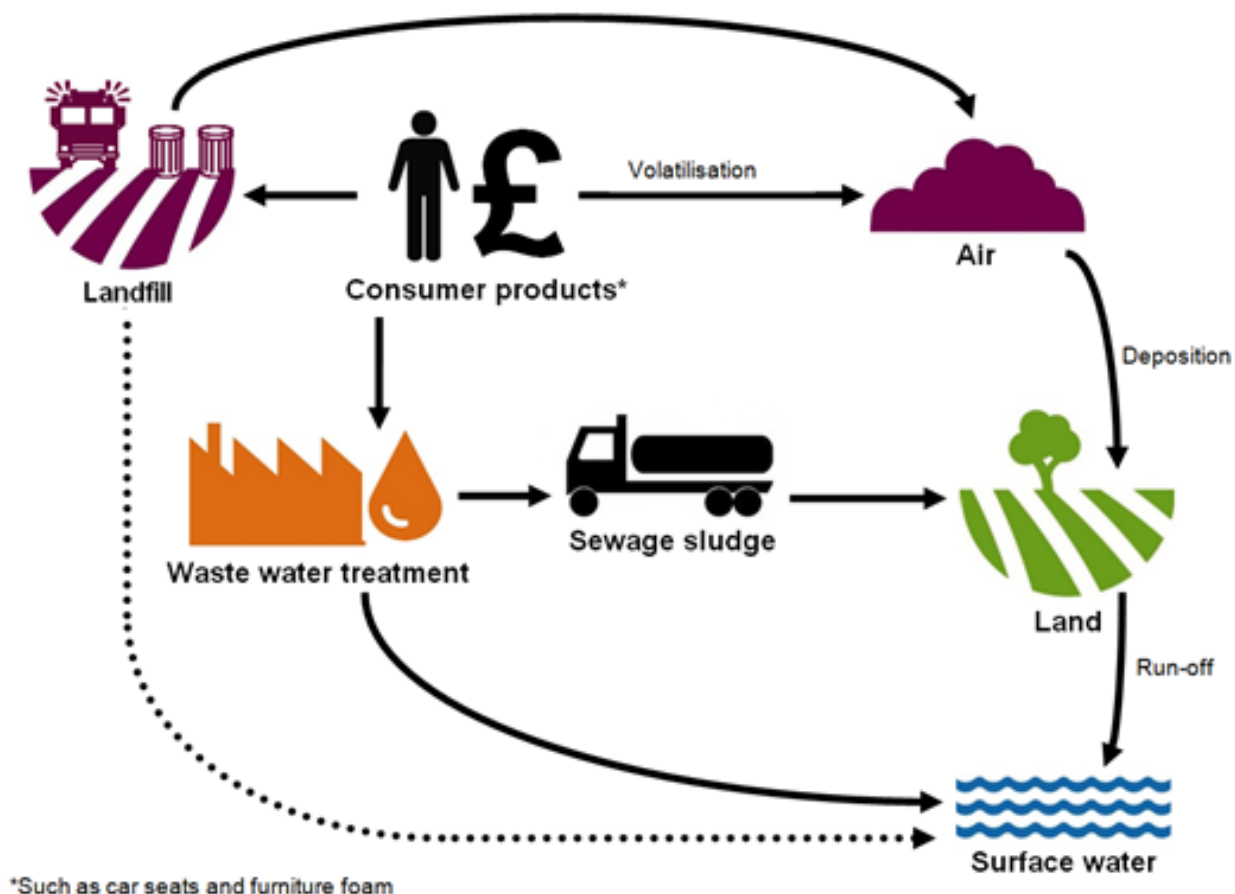 Volatilisation
Air
Landfill
Consumer products*
Deposition
Sewage sludge
Waste water treatment
Land
Run-off
Surface water
*Such as car seats and furniture foam